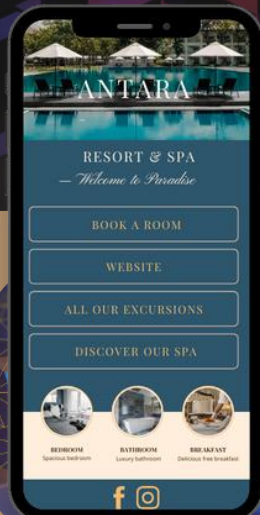 ANTARA
RESORT & SPA
— Welcome to Paradise
BOOK A ROOM
WEBSITE
ALL OUR EXCURSIONS
DISCOVER OUR SPA
BEDROOM
Spacious bedroom
BATHROOM
Luxury bathroom
BREAKFAST
Delicious free breakfast